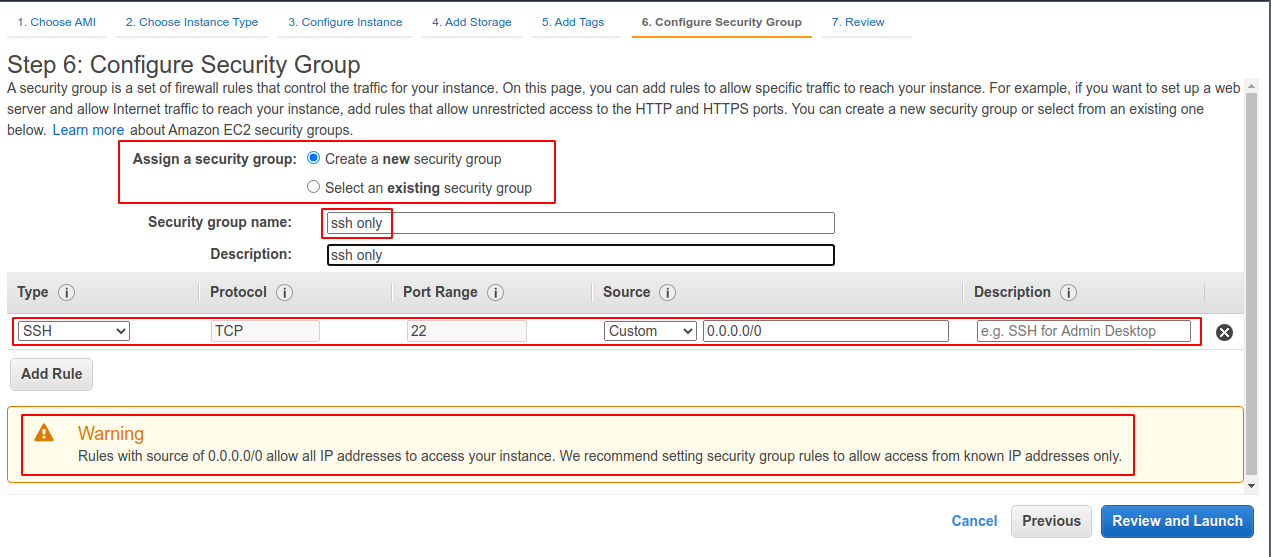 1. Choose AMI 2. Choose Instance Type 3. Configure Instance 4. Add Storage 5. Add Tags 6. Configure Security Group 7. Review
Step 6: Configure Security Group
A security group is a set of firewall rules that control the traffic for your instance. On this page, you can add rules to allow specific traffic to reach your instance. For example, if you want to set up a web
server and allow Internet traffic to reach your instance, add rules that allow unrestricted access to the HTTP and HTTPS ports. You can create a new security group or select from an existing one
below. Learn more about Amazon EC2 security groups.
Assign a security group: Create a new security group
Select an existing security group
Security group name: ssh only
Description: ssh only
Type i Protocol i Port Range i Source i Description i
SSH TCP 22 Custom 0.0.0.0/0 e.g. SSH for Admin Desktop
Add Rule
Warning
Rules with source of 0.0.0.0/0 allow all IP addresses to access your instance. We recommend setting security group rules to allow access from known IP addresses only.
Cancel Previous Review and Launch